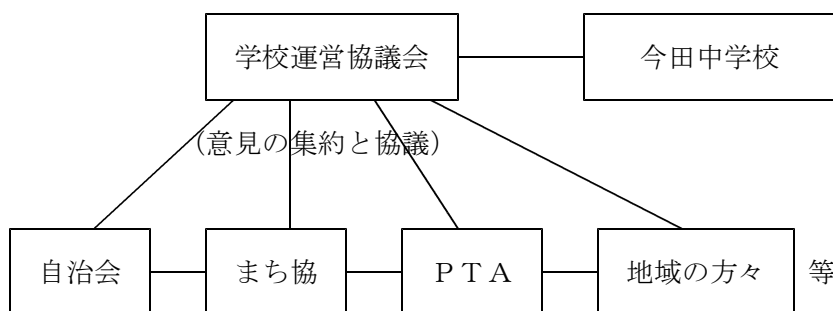 学校運営協議会 今田中学校
（意見の集約と協議）
自治会 まち協 ＰＴＡ 地域の方々 等